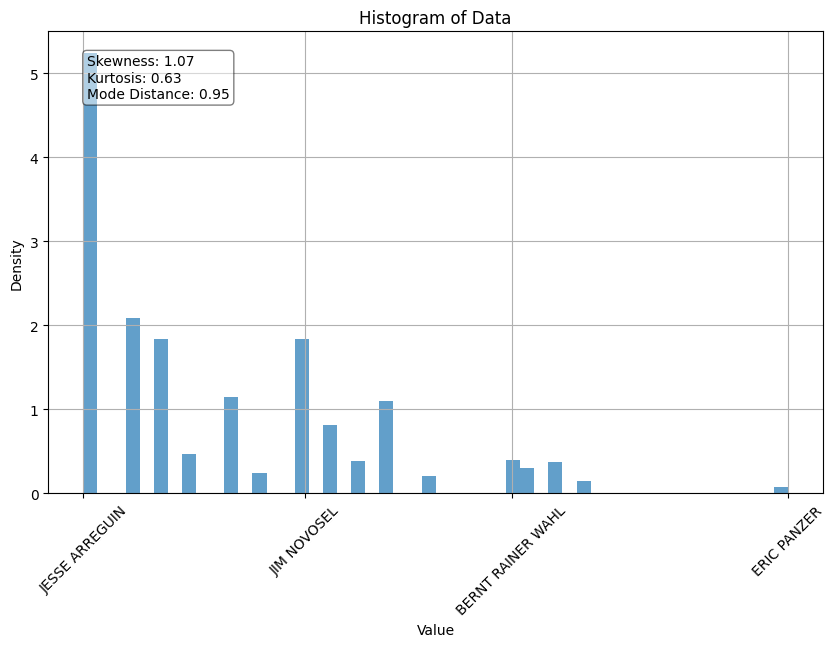 Histogram of Data
Skewness: 1.07
Kurtosis: 0.63
Mode Distance: 0.95
Density
5
4
3
2
1
0
JESSE ARREGUIN
JIM NOVOSEL
BERNT RAINER WAHL
ERIC PANZER
Value